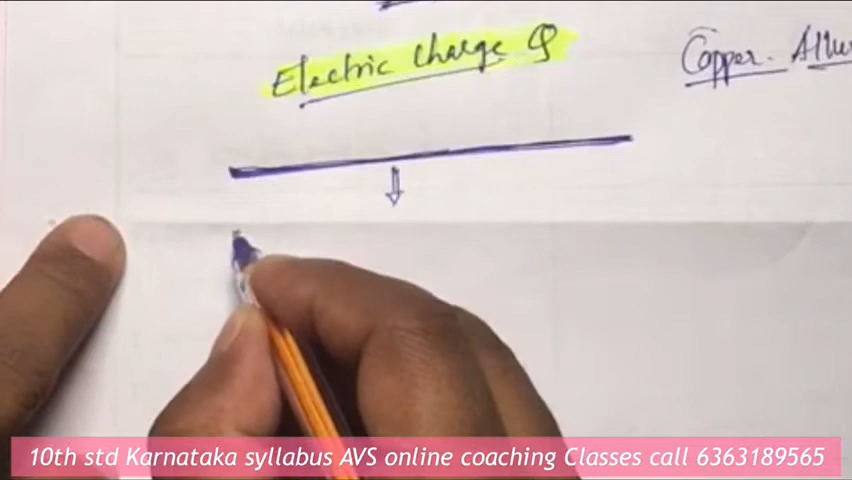 Electric Charge Q
Copper.
10th std Karnataka syllabus AVS online coaching Classes call 6363189565